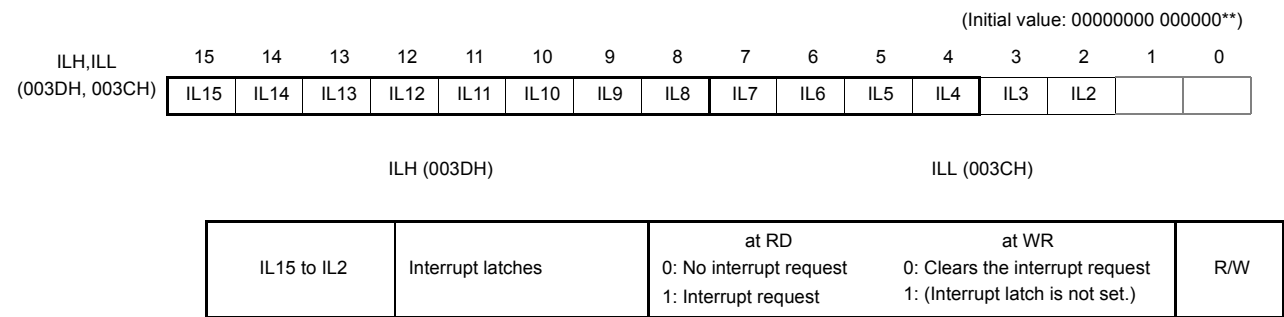 (Initial value: 00000000 000000**)
ILH,ILL 15 14 13 12 11 10 9 8 7 6 5 4 3 2 1 0
(003DH, 003CH) IL15 IL14 IL13 IL12 IL11 IL10 IL9 IL8 IL7 IL6 IL5 IL4 IL3 IL2
ILH (003DH) ILL (003CH)
at RD at WR
IL15 to IL2 Interrupt latches 0: No interrupt request 0: Clears the interrupt request R/W
1: Interrupt request 1: (Interrupt latch is not set.)